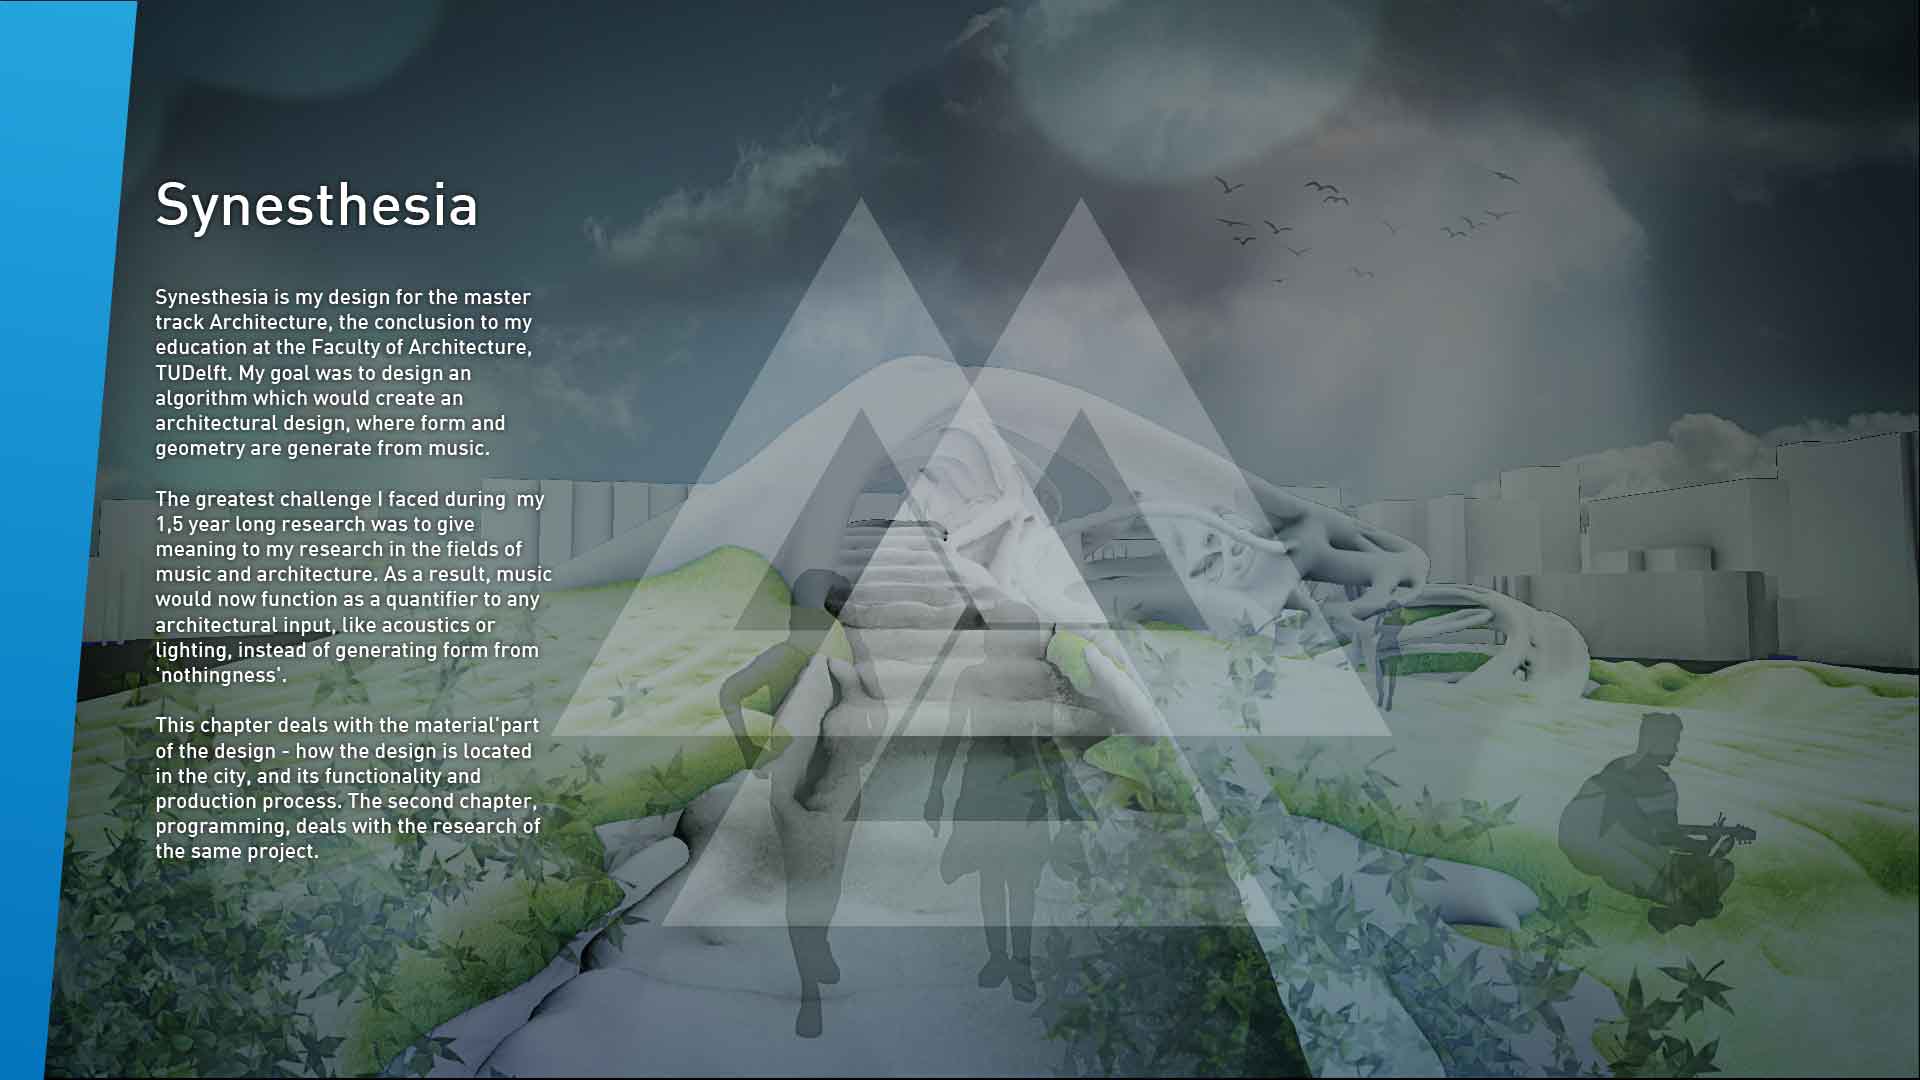 Synesthesia
Synesthesia is my design for the master
track Architecture, the conclusion to my
education at the Faculty of Architecture,
TUDelft. My goal was to design an
algorithm which would create an
architectural design, where form and
geometry are generate from music.
The greatest challenge I faced during  my
1,5 year long research was to give
meaning to my research in the fields of
music and architecture. As a result, music
would now function as a quantifier to any
architectural input, like acoustics or
lighting, instead of generating form from
'nothingness'.
This chapter deals with the material'part
of the design - how the design is located
in the city, and its functionality and
production process. The second chapter,
programming, deals with the research of
the same project.